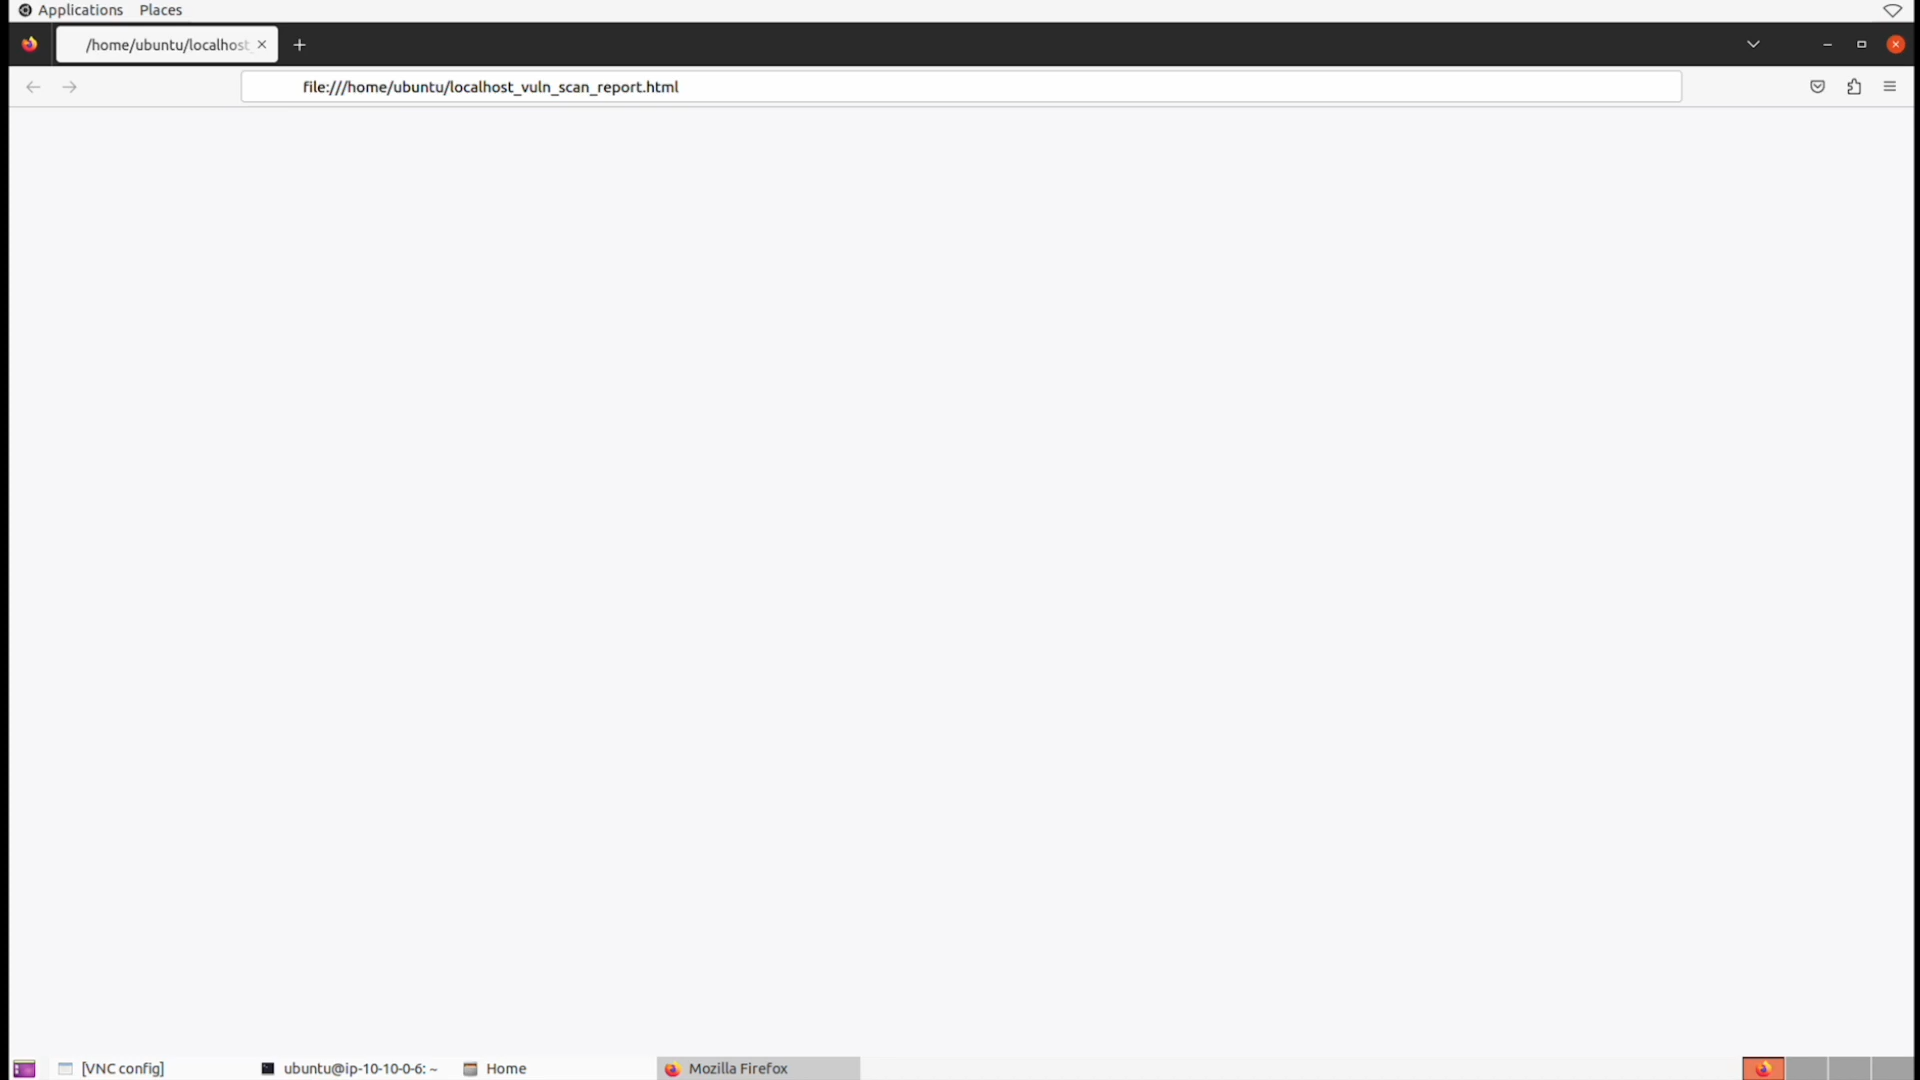 Applications Places
/home/ubuntu/localhost_
file:///home/ubuntu/localhost_vuln_scan_report.html
[VNC config] ubuntu@ip-10-10-0-6: ~ Home Mozilla Firefox